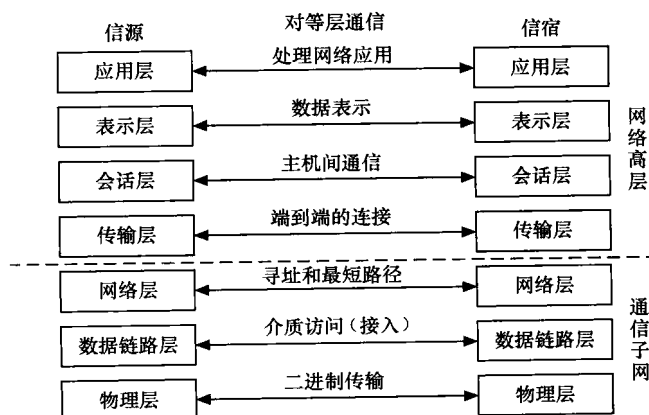 对等层通信
信源
信宿
应用层
处理网络应用
应用层
表示层
数据表示
表示层
会话层
主机间通信
会话层
传输层
端到端的连接
传输层
网络高层
网络层
寻址和最短路径
网络层
数据链路层
介质访问(接入)
数据链路层
物理层
二进制传输
物理层
通信子网